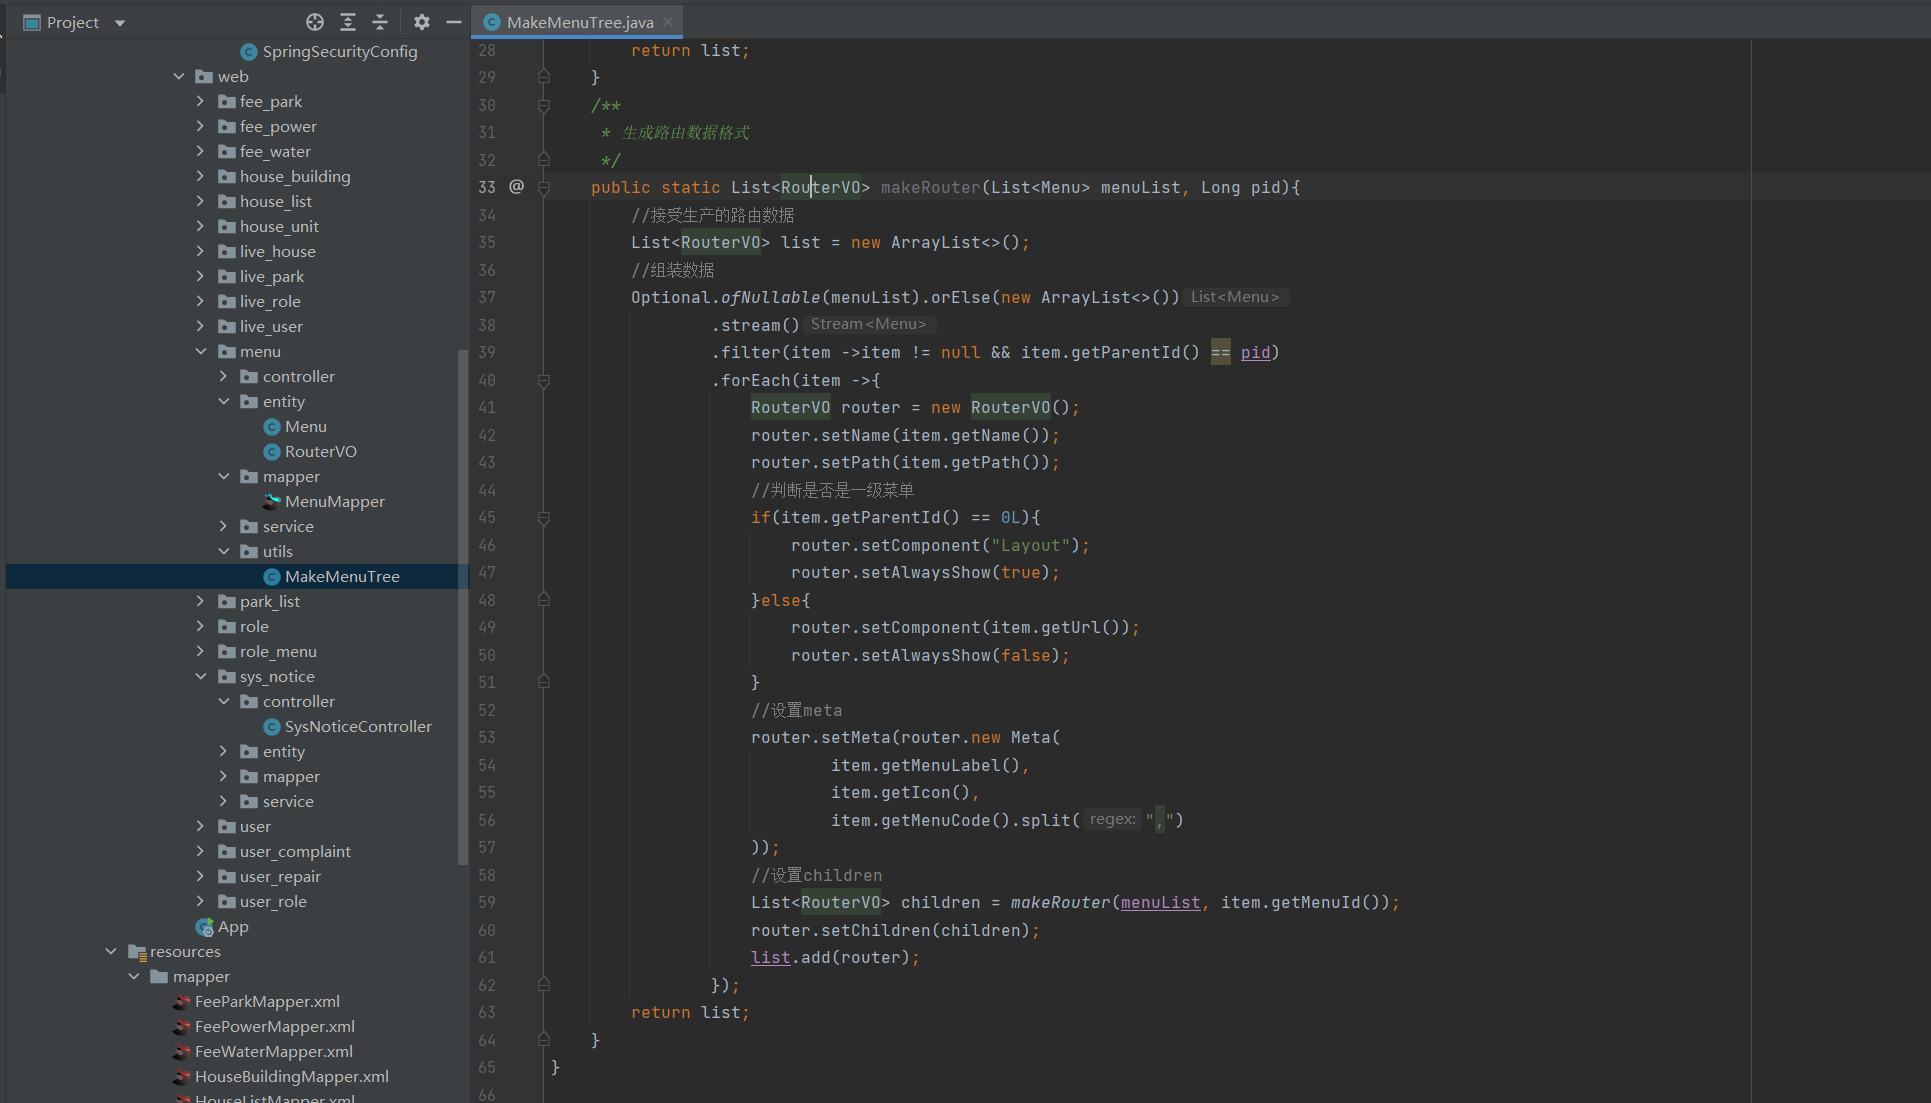 Project
MakeMenuTree.java
SpringSecurityConfig
web
fee_park
fee_power
fee_water
house_building
house_list
house_unit
live_house
live_park
live_role
live_user
menu
controller
entity
Menu
RouterVO
mapper
MenuMapper
service
utils
MakeMenuTree
park_list
role
role_menu
sys_notice
controller
SysNoticeController
entity
mapper
service
user
user_complaint
user_repair
user_role
App
resources
mapper
FeeParkMapper.xml
FeePowerMapper.xml
FeeWaterMapper.xml
HouseBuildingMapper.xml
HouseListMapper.xml
28 return list;
29 }
30 /**
31 * 生成路由数据格式
32 */
33 @ public static List<RouterVO> makeRouter(List<Menu> menuList, Long pid){
34 //接受生产的路由数据
35 List<RouterVO> list = new ArrayList<>();
36 //组装数据
37 Optional.ofNullable(menuList).orElse(new ArrayList<>()) List<Menu>
38 .stream() Stream<Menu>
39 .filter(item ->item != null && item.getParentId() == pid)
40 .forEach(item ->{
41 RouterVO router = new RouterVO();
42 router.setName(item.getName());
43 router.setPath(item.getPath());
44 //判断是否是一级菜单
45 if(item.getParentId() == 0L){
46 router.setComponent("Layout");
47 router.setAlwaysShow(true);
48 }else{
49 router.setComponent(item.getUrl());
50 router.setAlwaysShow(false);
51 }
52 //设置meta
53 router.setMeta(router.new Meta(
54 item.getMenuLabel(),
55 item.getIcon(),
56 item.getMenuCode().split( regex: ",")
57 ));
58 //设置children
59 List<RouterVO> children = makeRouter(menuList, item.getMenuId());
60 router.setChildren(children);
61 list.add(router);
62 });
63 return list;
64 }
65 }
66